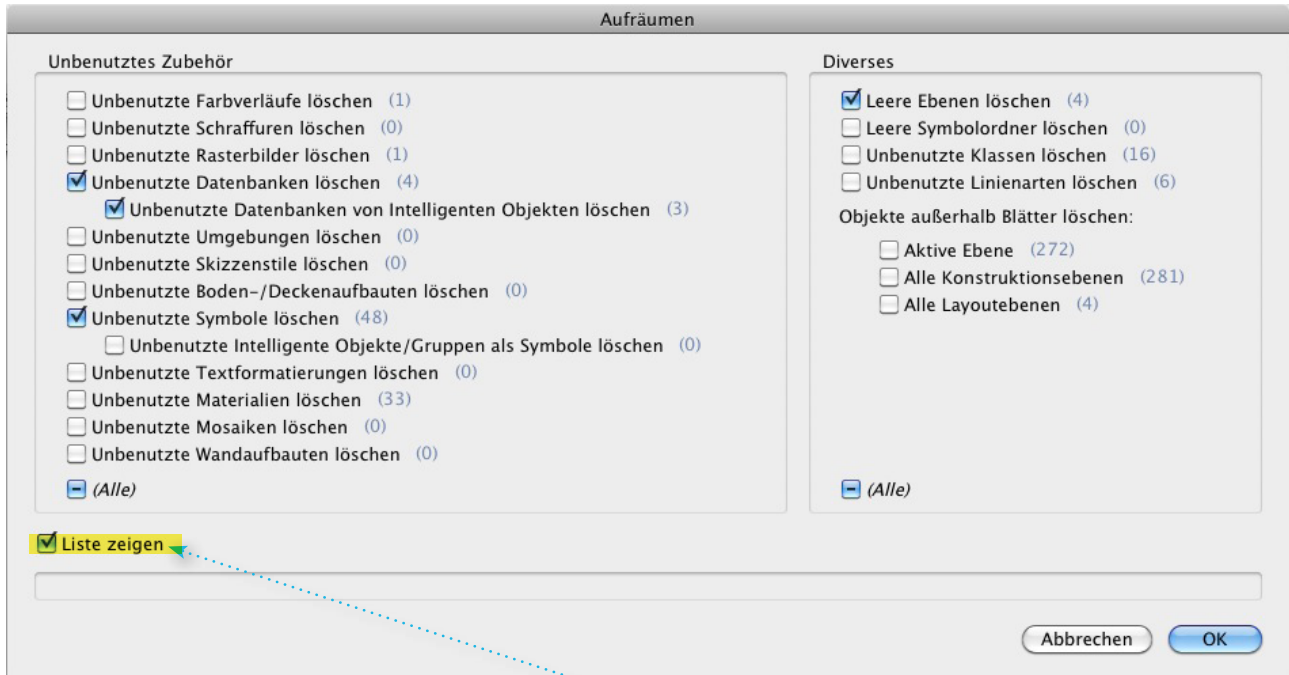 Aufräumen
Unbenutztes Zubehör
Unbenutzte Farbverläufe löschen (1)
Unbenutzte Schraffuren löschen (0)
Unbenutzte Rasterbilder löschen (1)
Unbenutzte Datenbanken löschen (4)
Unbenutzte Datenbanken von Intelligenten Objekten löschen (3)
Unbenutzte Umgebungen löschen (0)
Unbenutzte Skizzenstile löschen (0)
Unbenutzte Boden-/Deckenaufbauten löschen (0)
Unbenutzte Symbole löschen (48)
Unbenutzte Intelligente Objekte/Gruppen als Symbole löschen (0)
Unbenutzte Textformatierungen löschen (0)
Unbenutzte Materialien löschen (33)
Unbenutzte Mosaiken löschen (0)
Unbenutzte Wandaufbauten löschen (0)
(Alle)
Diverses
Leere Ebenen löschen (4)
Leere Symbolordner löschen (0)
Unbenutzte Klassen löschen (16)
Unbenutzte Linienarten löschen (6)
Objekte außerhalb Blätter löschen:
Aktive Ebene (272)
Alle Konstruktionsebenen (281)
Alle Layoutebenen (4)
(Alle)
Liste zeigen
Abbrechen
OK